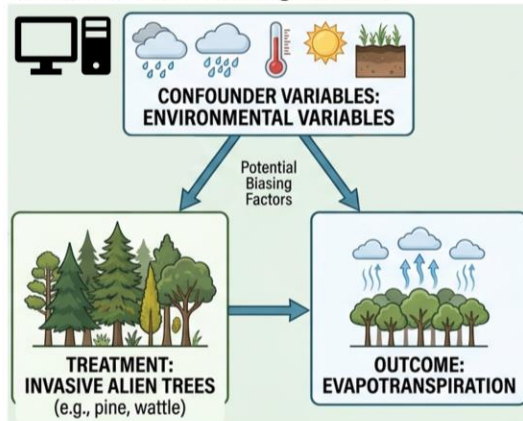 CONFOUNDER VARIABLES:
ENVIRONMENTAL VARIABLES
Potential
Biasing
Factors
TREATMENT:
INVASIVE ALIEN TREES
(e.g., pine, wattle)
OUTCOME:
EVAPOTRANSPIRATION